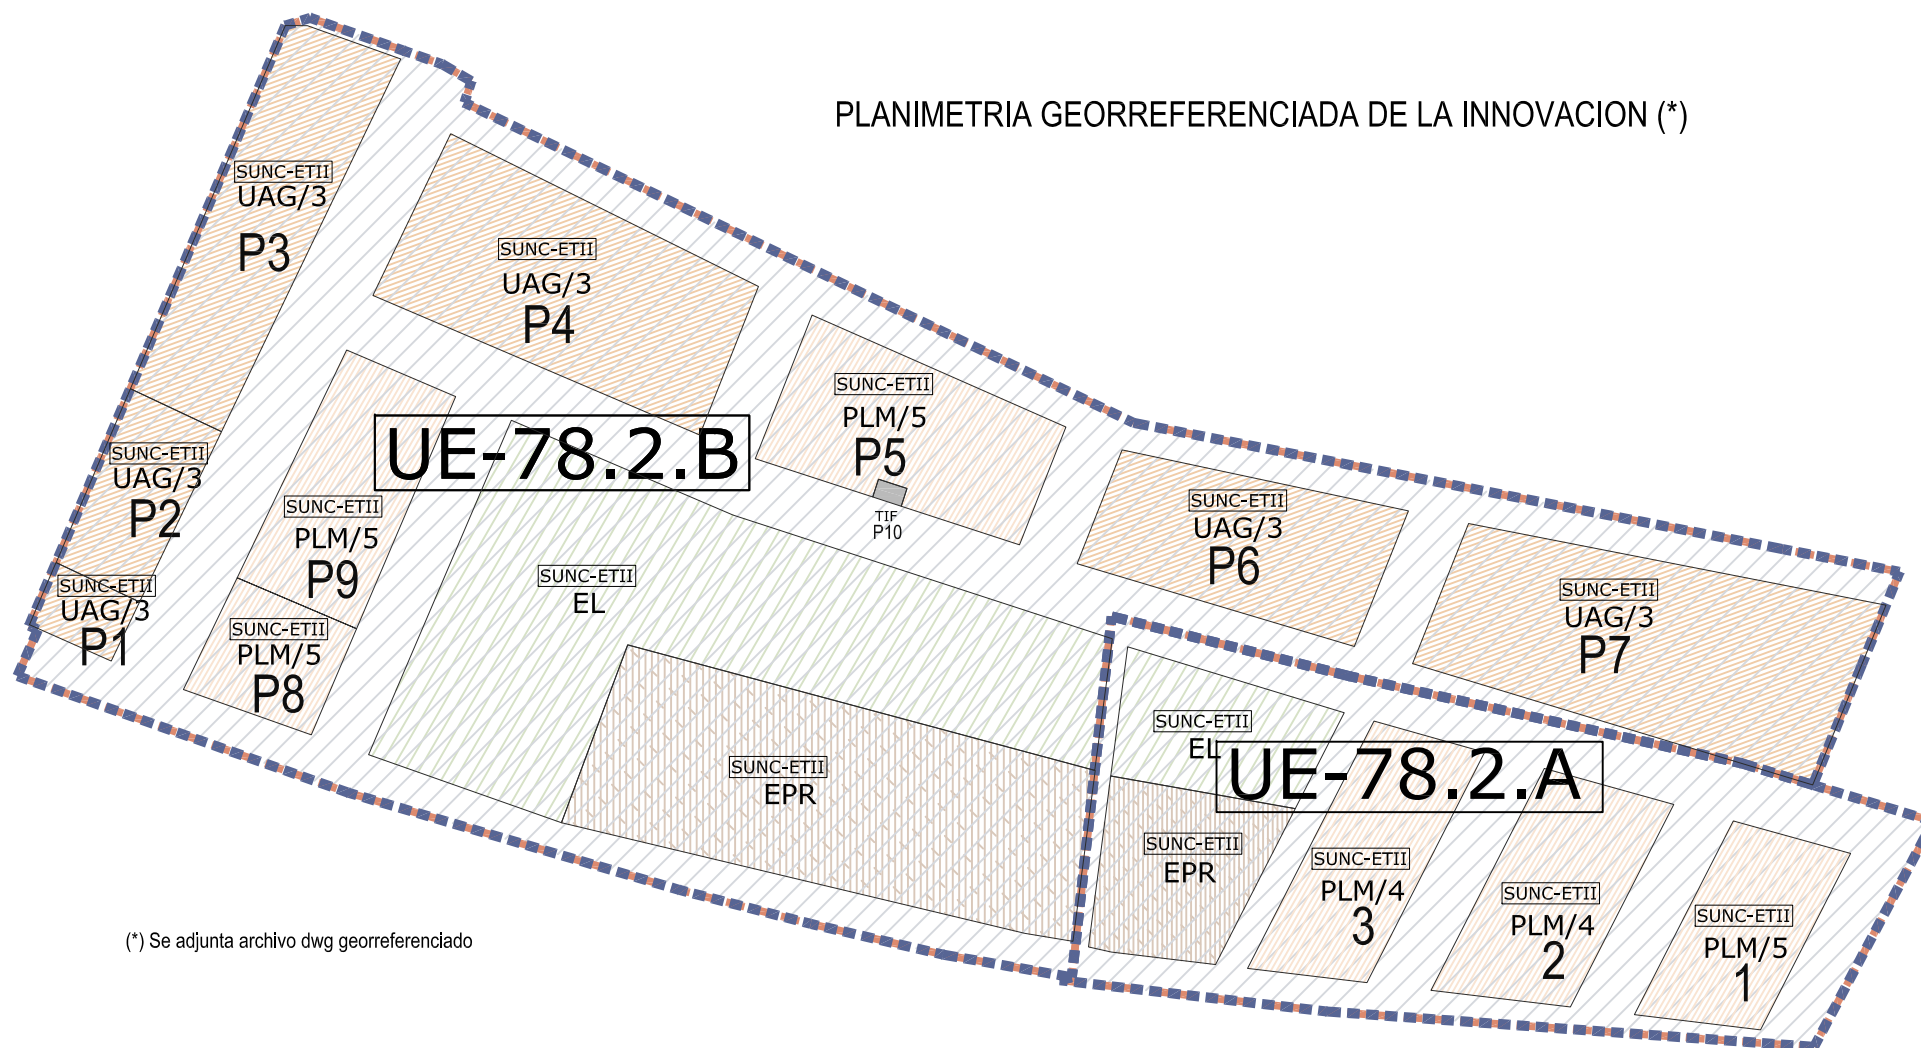 PLANIMETRIA GEORREFERENCIADA DE LA INNOVACION (*)
SUNC-ETII
UAG/3
P3
SUNC-ETII
UAG/3
P4
SUNC-ETII
PLM/5
P5
TIF
P10
UE-78.2.B
SUNC-ETII
UAG/3
P2
SUNC-ETII
PLM/5
P9
SUNC-ETII
UAG/3
P6
SUNC-ETII
UAG/3
P1
SUNC-ETII
PLM/5
P8
SUNC-ETII
EL
SUNC-ETII
UAG/3
P7
SUNC-ETII
EPR
SUNC-ETII
EL
UE-78.2.A
SUNC-ETII
EPR
SUNC-ETII
PLM/4
3
SUNC-ETII
PLM/4
2
SUNC-ETII
PLM/5
1
(*) Se adjunta archivo dwg georreferenciado